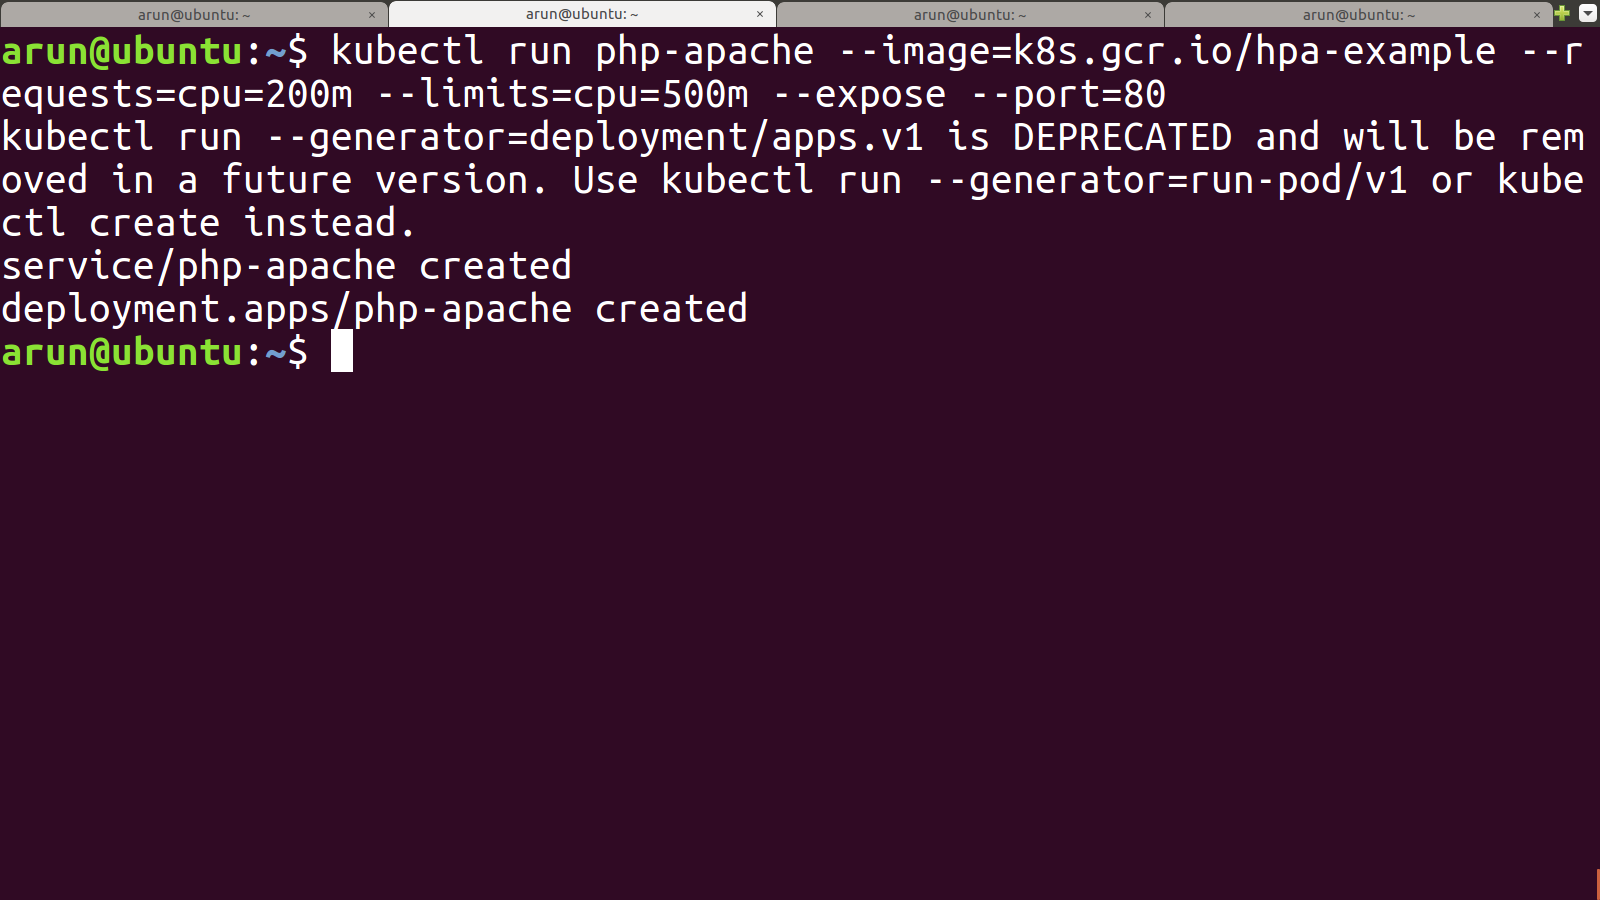 arun@ubuntu: ~ × arun@ubuntu: ~ × arun@ubuntu: ~ × arun@ubuntu: ~ ×
arun@ubuntu:~$ kubectl run php-apache --image=k8s.gcr.io/hpa-example --r
equests=cpu=200m --limits=cpu=500m --expose --port=80
kubectl run --generator=deployment/apps.v1 is DEPRECATED and will be rem
oved in a future version. Use kubectl run --generator=run-pod/v1 or kube
ctl create instead.
service/php-apache created
deployment.apps/php-apache created
arun@ubuntu:~$